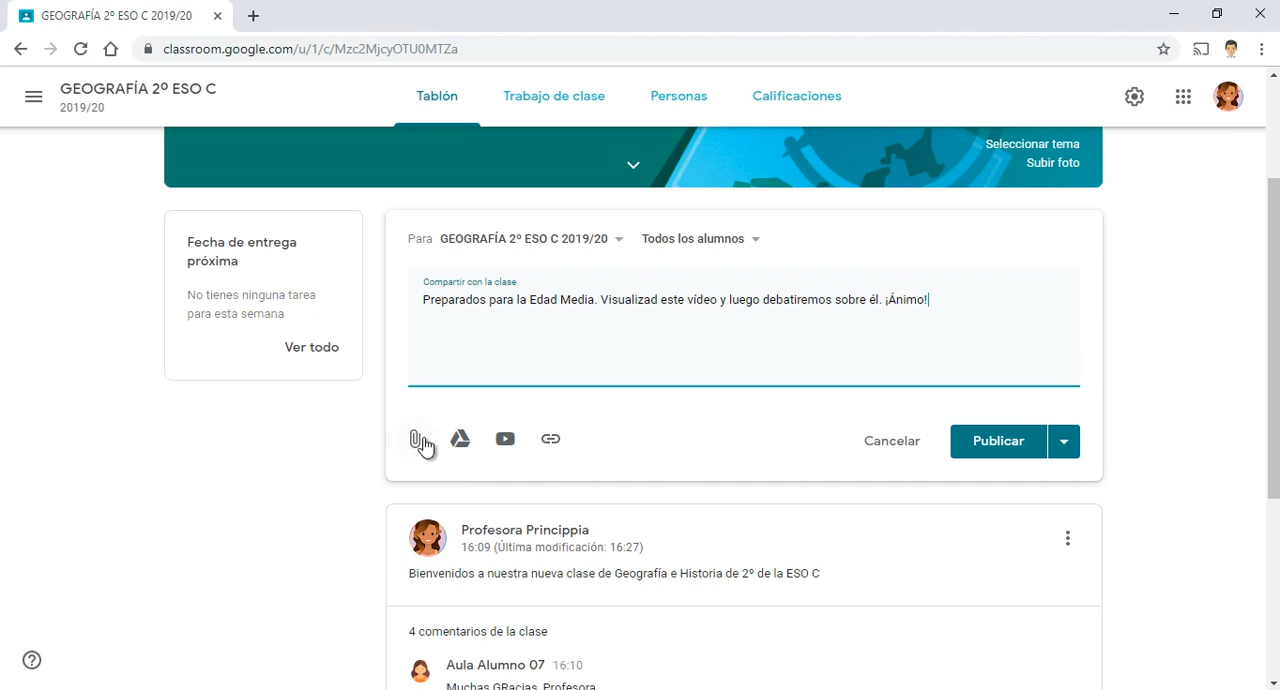 GEOGRAFÍA 2º ESO C 2019/20
classroom.google.com/u/1/c/Mzc2MjcyOTU0MTZa
GEOGRAFÍA 2º ESO C
2019/20
Tablón
Trabajo de clase
Personas
Calificaciones
Seleccionar tema
Subir foto
Fecha de entrega
próxima
No tienes ninguna tarea
para esta semana
Ver todo
Para GEOGRAFÍA 2º ESO C 2019/20 Todos los alumnos
Compartir con la clase
Preparados para la Edad Media. Visualizad este vídeo y luego debatiremos sobre él. ¡Ánimo!
Cancelar
Publicar
Profesora Princippia
16:09 (Última modificación: 16:27)
Bienvenidos a nuestra nueva clase de Geografía e Historia de 2º de la ESO C
4 comentarios de la clase
Aula Alumno 07 16:10
Muchas GRacias, Profesora